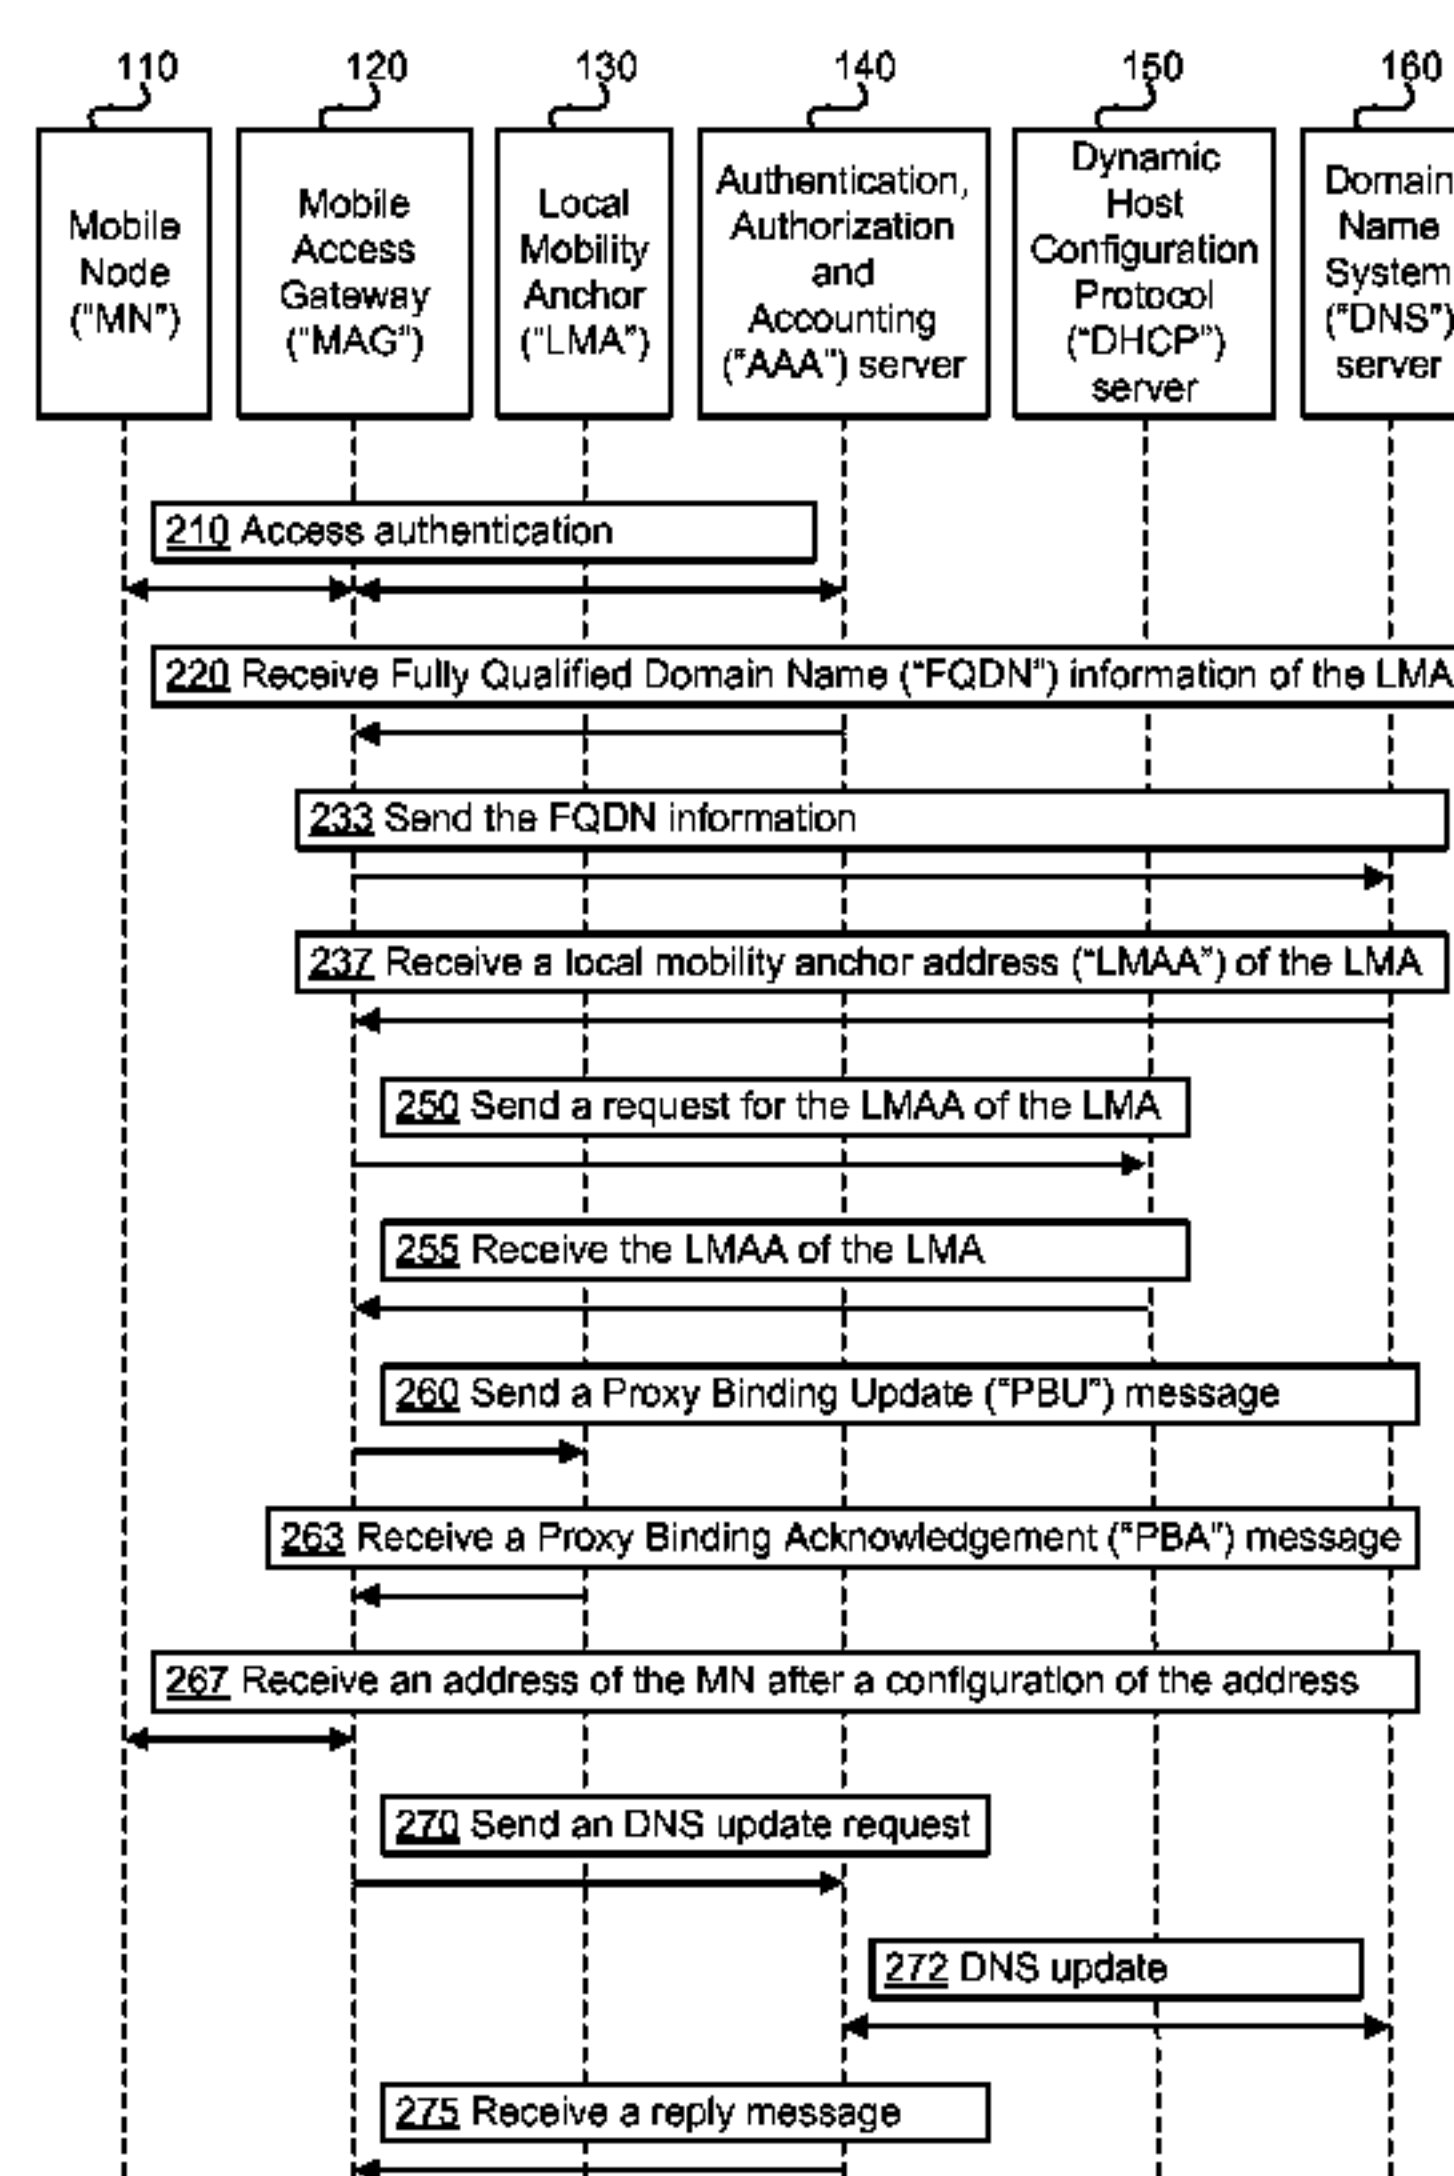 110 120 130 140 150 160
Mobile
Node
("MN")
Mobile
Access
Gateway
("MAG")
Local
Mobility
Anchor
("LMA")
Authentication,
Authorization
and
Accounting
("AAA") server
Dynamic
Host
Configuration
Protocol
("DHCP")
server
Domain
Name
System
("DNS")
server
210 Access authentication
220 Receive Fully Qualified Domain Name ("FQDN") information of the LMA
233 Send the FQDN information
237 Receive a local mobility anchor address ("LMAA") of the LMA
250 Send a request for the LMAA of the LMA
255 Receive the LMAA of the LMA
260 Send a Proxy Binding Update ("PBU") message
263 Receive a Proxy Binding Acknowledgement ("PBA") message
267 Receive an address of the MN after a configuration of the address
270 Send an DNS update request
272 DNS update
275 Receive a reply message